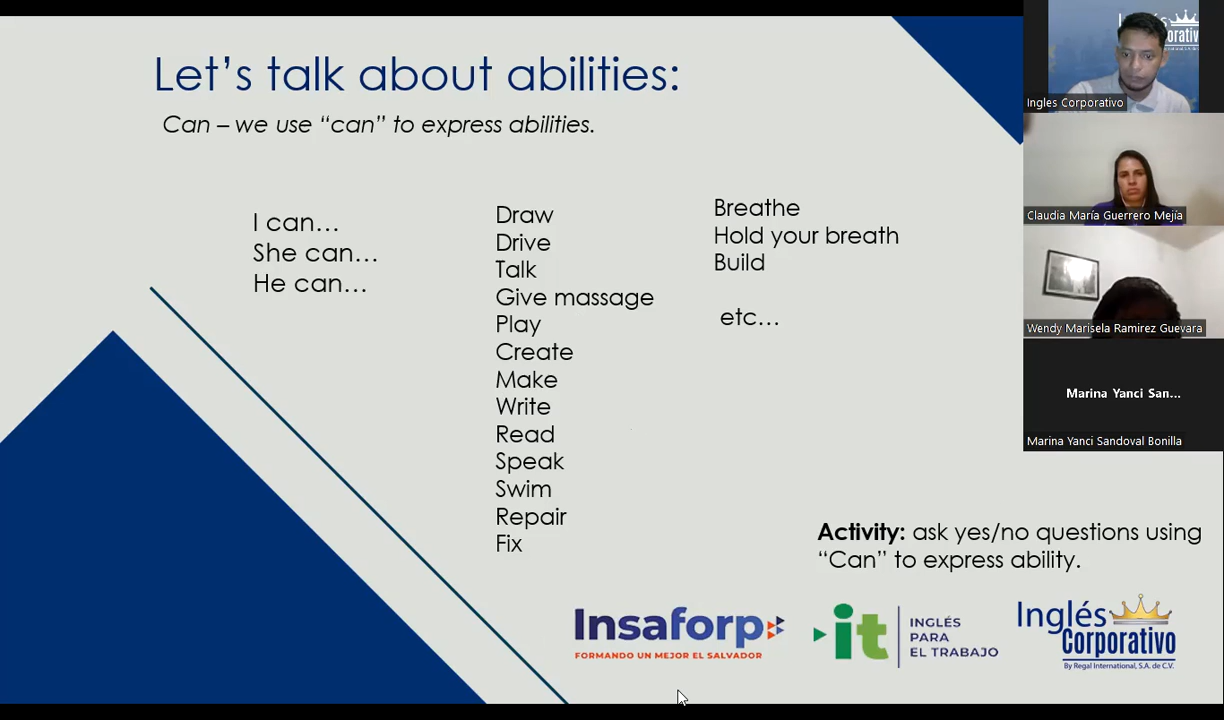 Let's talk about abilities:
Can – we use “can” to express abilities.
I can…
She can…
He can…
Draw
Drive
Talk
Give massage
Play
Create
Make
Write
Read
Speak
Swim
Repair
Fix
Breathe
Hold your breath
Build
etc…
Activity: ask yes/no questions using
“Can” to express ability.
Insaforp
FORMANDO UN MEJOR EL SALVADOR
it
INGLÉS
PARA
EL TRABAJO
Inglés
Corporativo
By Regal International, S.A. de C.V.
Ingles Corporativo
Claudia María Guerrero Mejía
Wendy Marisela Ramirez Guevara
Marina Yanci San...
Marina Yanci Sandoval Bonilla